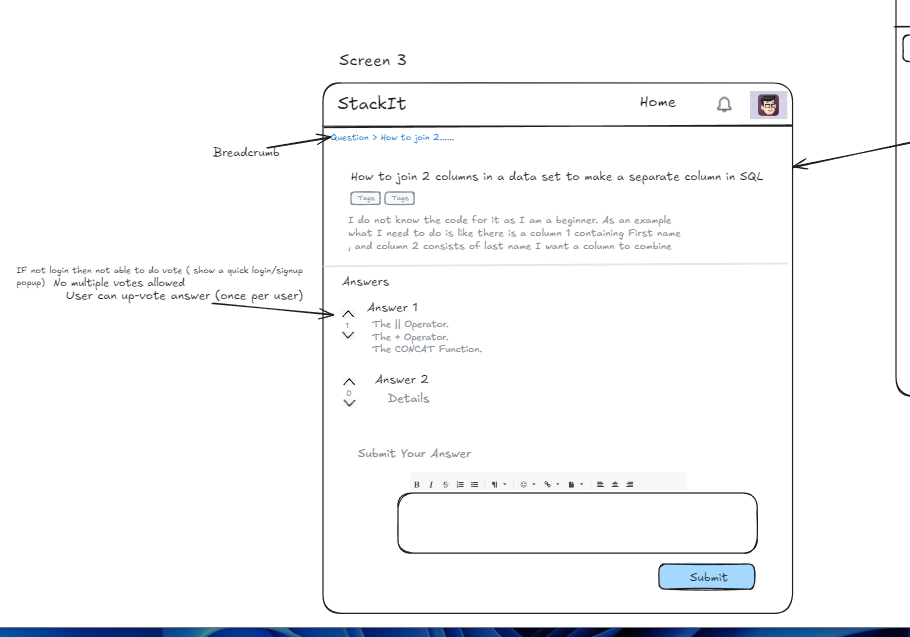 Screen 3
StackIt
Home
Question > How to join 2......
Breadcrumb
How to join 2 columns in a data set to make a separate column in SQL
Tags Tags
I do not know the code for it as I am a beginner. As an example
what I need to do is like there is a column 1 containing First name
, and column 2 consists of last name I want a column to combine
IF not login then not able to do vote ( show a quick login/signup
popup) No multiple votes allowed
User can up-vote answer (once per user)
Answers
Answer 1
1
The || Operator.
The + Operator.
The CONCAT Function.
Answer 2
0
Details
Submit Your Answer
B I S
Submit